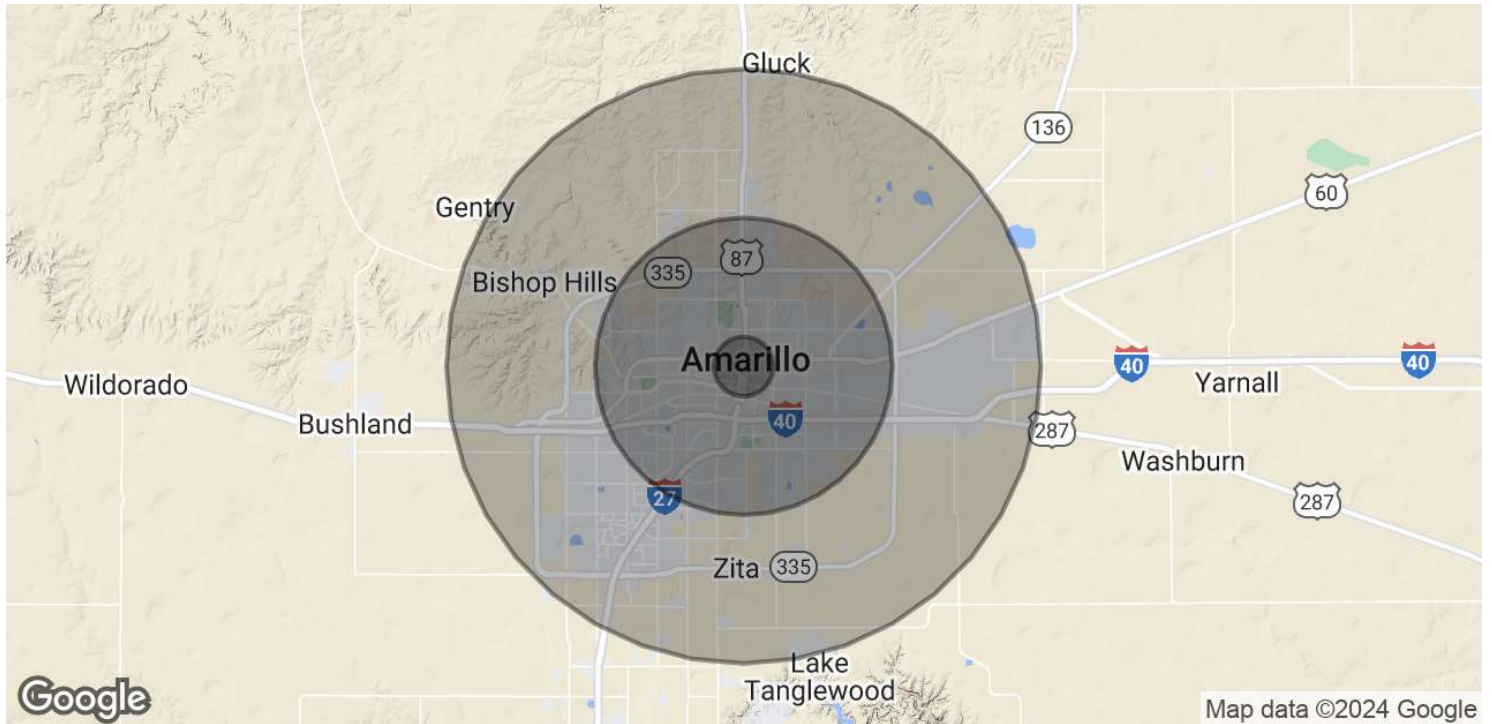 Gluck
136
60
Gentry
87
335
Bishop Hills
Amarillo
40
40
Wildorado
Yarnall
Bushland
40
287
Washburn
27
287
Zita
335
Lake
Tanglewood
Google
Map data ©2024 Google